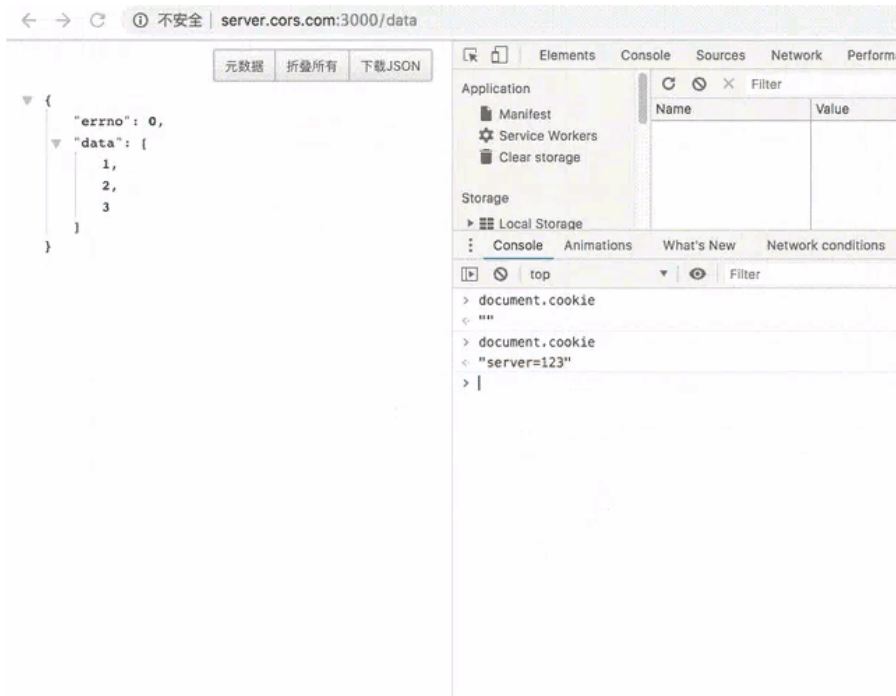 不安全 | server.cors.com:3000/data
元数据 折叠所有 下载JSON
{
"errno": 0,
"data": [
1,
2,
3
]
}
Elements Console Sources Network Perform
Application
Manifest
Service Workers
Clear storage
Storage
Local Storage
Filter
Name Value
Console Animations What's New Network conditions
top Filter
> document.cookie
< ""
> document.cookie
< "server=123"
>